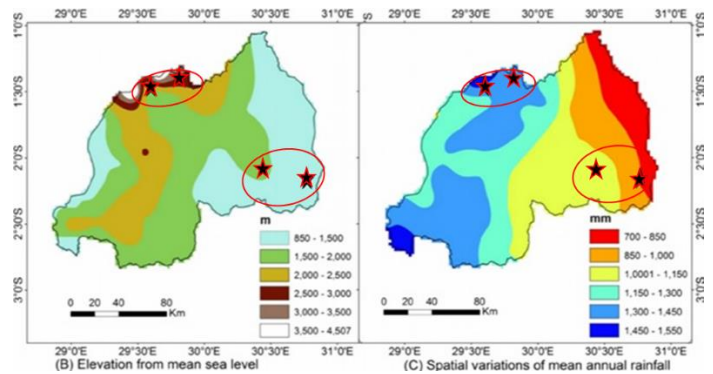 29°0'E 29°30'E 30°0'E 30°30'E 31°0'E
S 29°0'E 29°30'E 30°0'E 30°30'E 31°0'E
1°0'S
1°30'S
2°0'S
2°30'S
3°0'S
m
850 - 1,500
1,500 - 2,000
2,000 - 2,500
2,500 - 3,000
3,000 - 3,500
3,500 - 4,507
0 20 40 80
Km
29°0'E 29°30'E 30°0'E 30°30'E 31°0'E
(B) Elevation from mean sea level
1°0'S
1°30'S
2°0'S
2°30'S
3°0'S
mm
700 - 850
850 - 1,000
1,0001 - 1,150
1,150 - 1,300
1,300 - 1,450
1,450 - 1,550
0 20 40 80
Km
29°0'E 29°30'E 30°0'E 30°30'E 31°0'E
(C) Spatial variations of mean annual rainfall